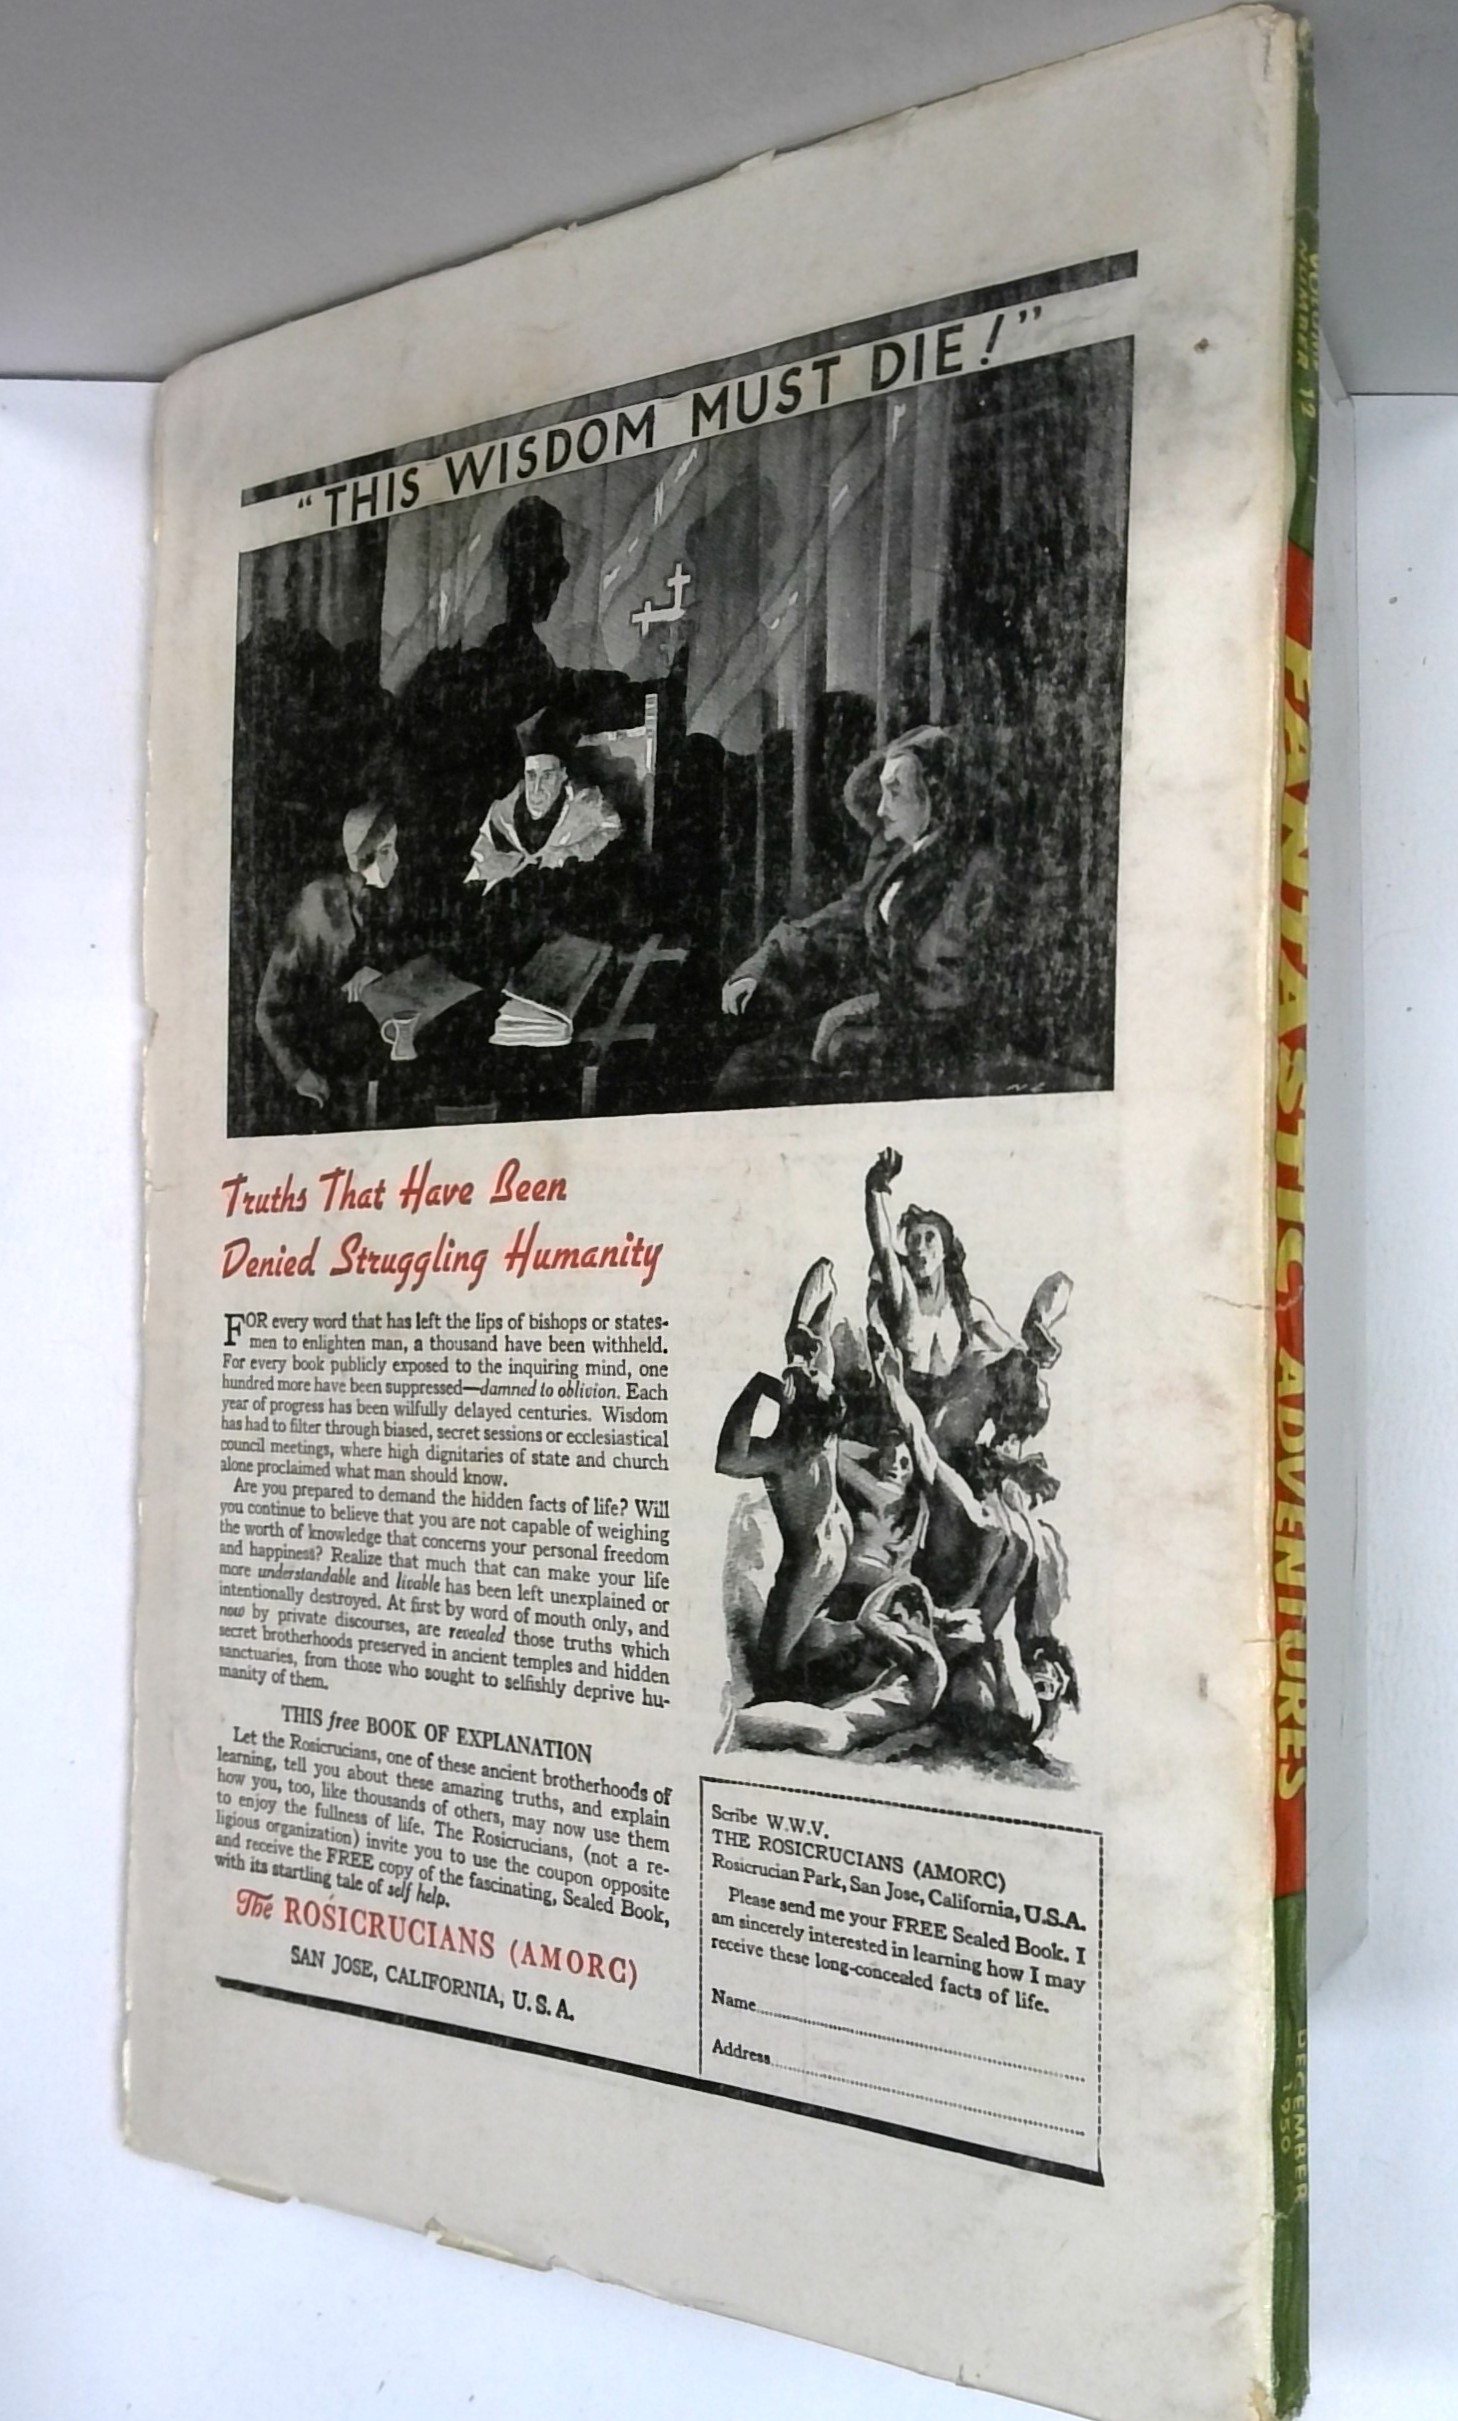 "THIS WISDOM MUST DIE!"
Truths That Have Been
Denied Struggling Humanity
FOR every word that has left the lips of bishops or states-
men to enlighten man, a thousand have been withheld.
For every book publicly exposed to the inquiring mind, one
hundred more have been suppressed—damned to oblivion. Each
year of progress has been wilfully delayed centuries. Wisdom
has had to filter through biased, secret sessions or ecclesiastical
council meetings, where high dignitaries of state and church
alone proclaimed what man should know.
Are you prepared to demand the hidden facts of life? Will
you continue to believe that you are not capable of weighing
the worth of knowledge that concerns your personal freedom
and happiness? Realize that much that can make your life
more understandable and livable has been left unexplained or
intentionally destroyed. At first by word of mouth only, and
now by private discourses, are revealed those truths which
secret brotherhoods preserved in ancient temples and hidden
sanctuaries, from those who sought to selfishly deprive hu-
manity of them.
THIS free BOOK OF EXPLANATION
Let the Rosicrucians, one of these ancient brotherhoods of
learning, tell you about these amazing truths, and explain
how you, too, like thousands of others, may now use them
to enjoy the fullness of life. The Rosicrucians, (not a re-
ligious organization) invite you to use the coupon opposite
and receive the FREE copy of the fascinating, Sealed Book,
with its startling tale of self help.
The ROSICRUCIANS (AMORC)
SAN JOSE, CALIFORNIA, U.S.A.
Scribe W.W.V.
THE ROSICRUCIANS (AMORC)
Rosicrucian Park, San Jose, California, U.S.A.
Please send me your FREE Sealed Book. I
am sincerely interested in learning how I may
receive these long-concealed facts of life.
Name
Address
NUMBER 12
FANTASTIC ADVENTURES
DECEMBER
1950